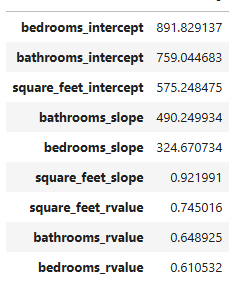 bedrooms_intercept 891.829137
bathrooms_intercept 759.044683
square_feet_intercept 575.248475
bathrooms_slope 490.249934
bedrooms_slope 324.670734
square_feet_slope 0.921991
square_feet_rvalue 0.745016
bathrooms_rvalue 0.648925
bedrooms_rvalue 0.610532